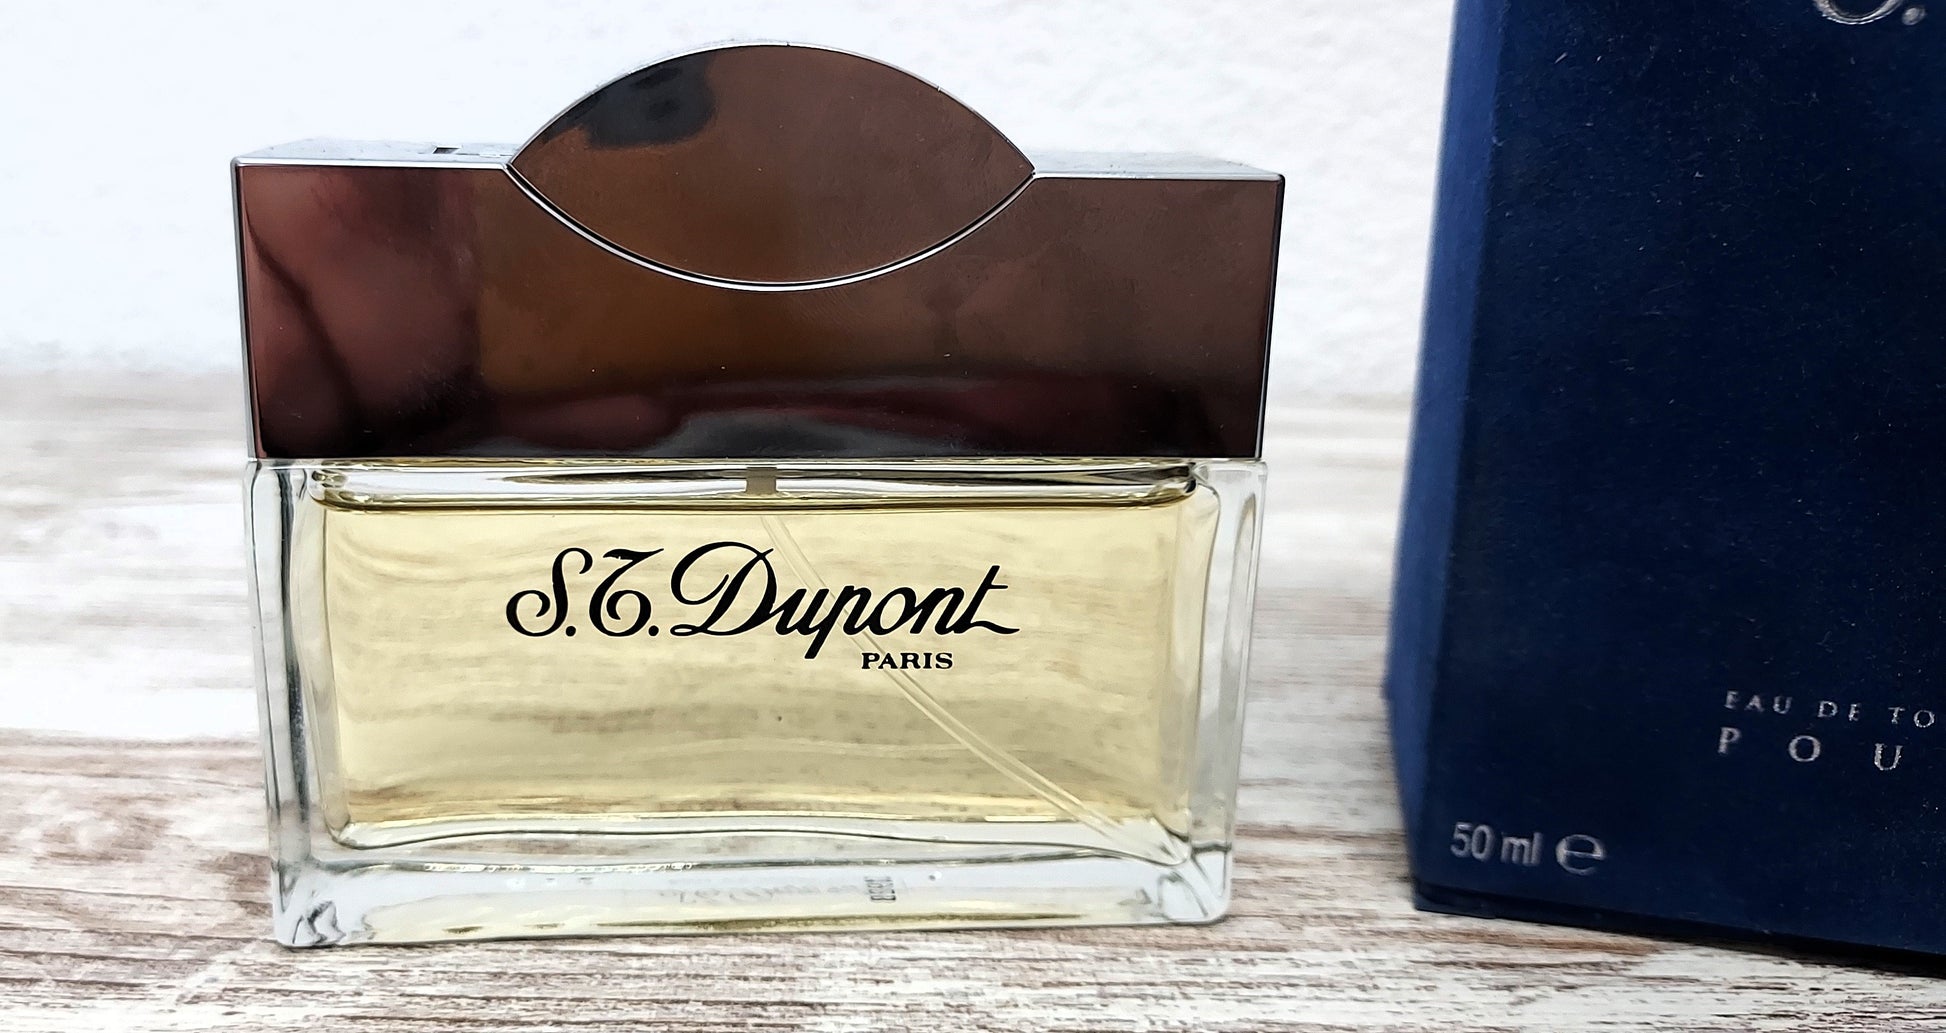 S.T. Dupont
PARIS
EAU DE TO
POU
50 ml e